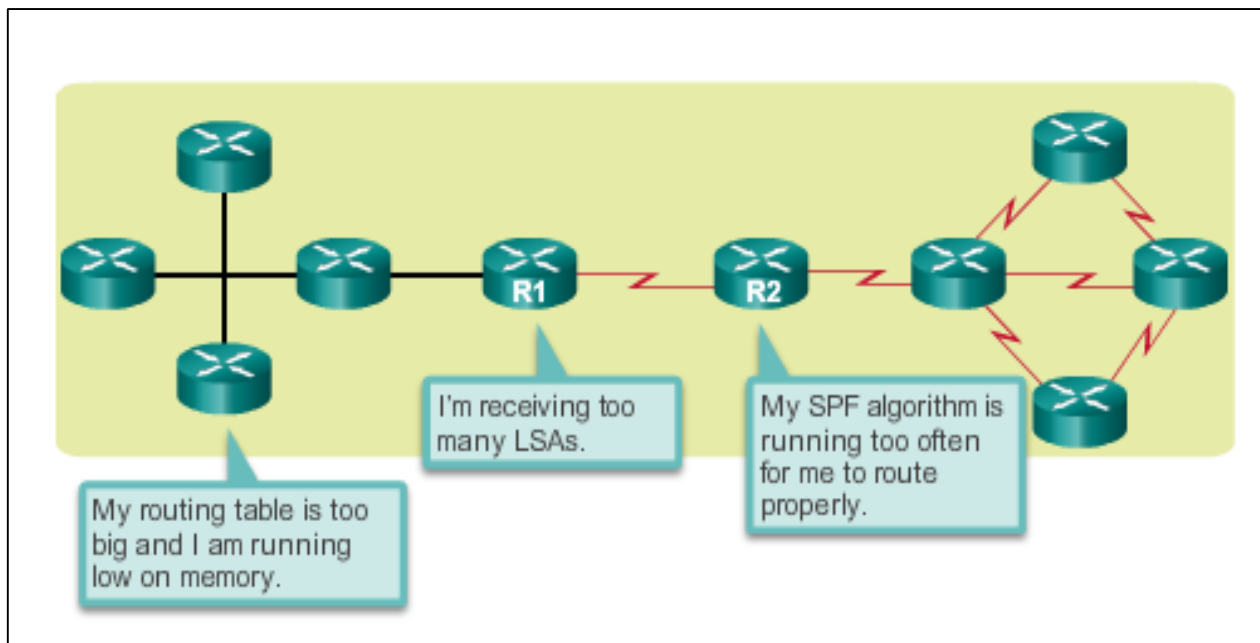 R1
R2
I'm receiving too
many LSAs.
My SPF algorithm is
running too often
for me to route
properly.
My routing table is too
big and I am running
low on memory.